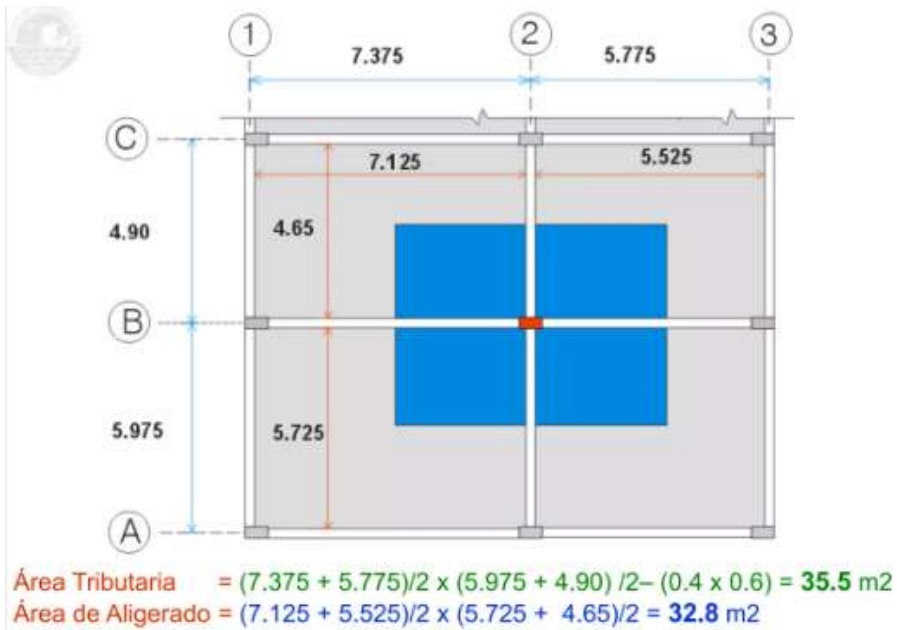 1 2 3
7.375 5.775
C
7.125 5.525
4.90 4.65
B
5.975 5.725
A
Área Tributaria = (7.375 + 5.775)/2 x (5.975 + 4.90) /2– (0.4 x 0.6) = 35.5 m2
Área de Aligerado = (7.125 + 5.525)/2 x (5.725 + 4.65)/2 = 32.8 m2